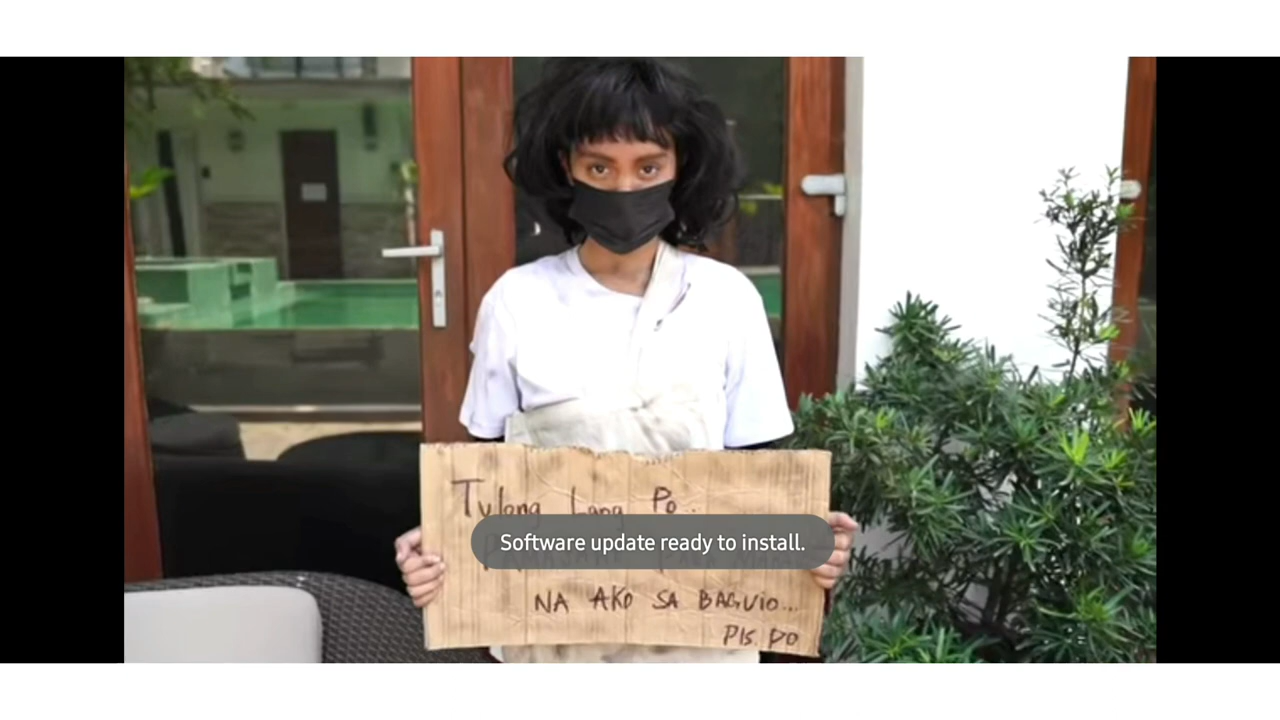 Tulong Lang Po..
Software update ready to install.
NA AKO SA BAGUIO...
Pls. po